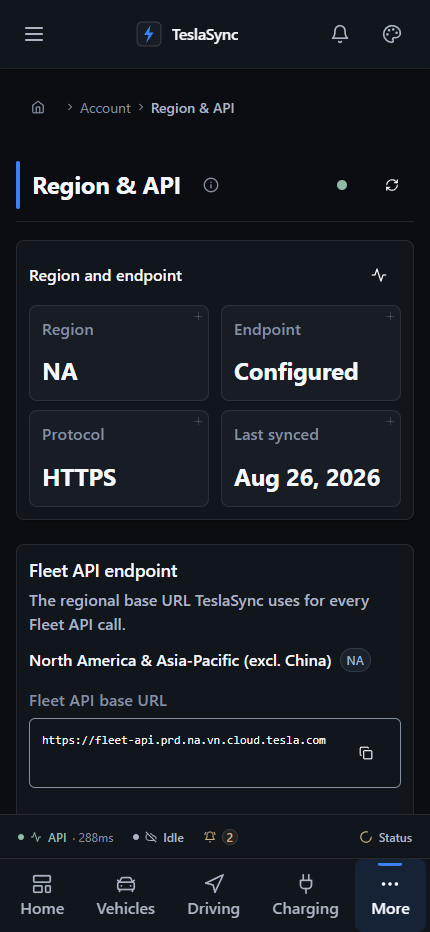 TeslaSync
Account Region & API
Region & API
Region and endpoint
Region
NA
Endpoint
Configured
Protocol
HTTPS
Last synced
Aug 26, 2026
Fleet API endpoint
The regional base URL TeslaSync uses for every
Fleet API call.
North America & Asia-Pacific (excl. China) NA
Fleet API base URL
https://fleet-api.prd.na.vn.cloud.tesla.com
API · 288ms Idle 2 Status
Home Vehicles Driving Charging More